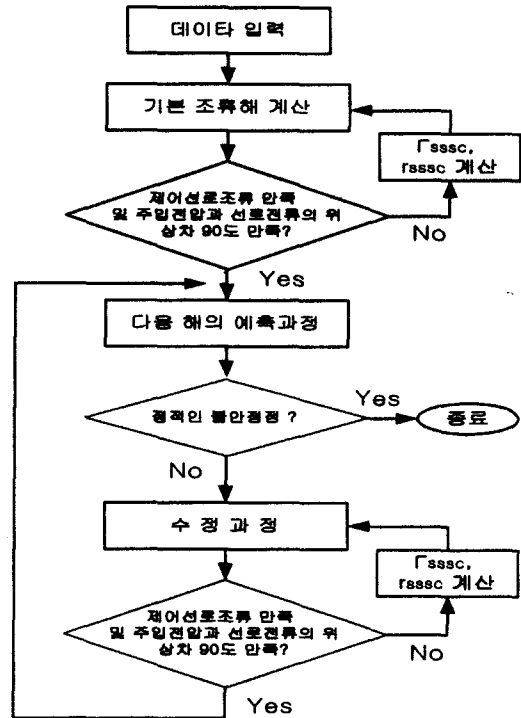 데이타 입력
기본 조류해 계산
Γsssc,
rsssc 계산
제어선로조류 만족
및 주입전압과 선로전류의 위
상차 90도 만족?
No
Yes
다음 해의 예측과정
정적인 불안정점 ?
Yes
종료
No
수 정 과 정
Γsssc,
rsssc 계산
제어선로조류 만족
및 주입전압과 선로전류의 위
상차 90도 만족?
No
Yes